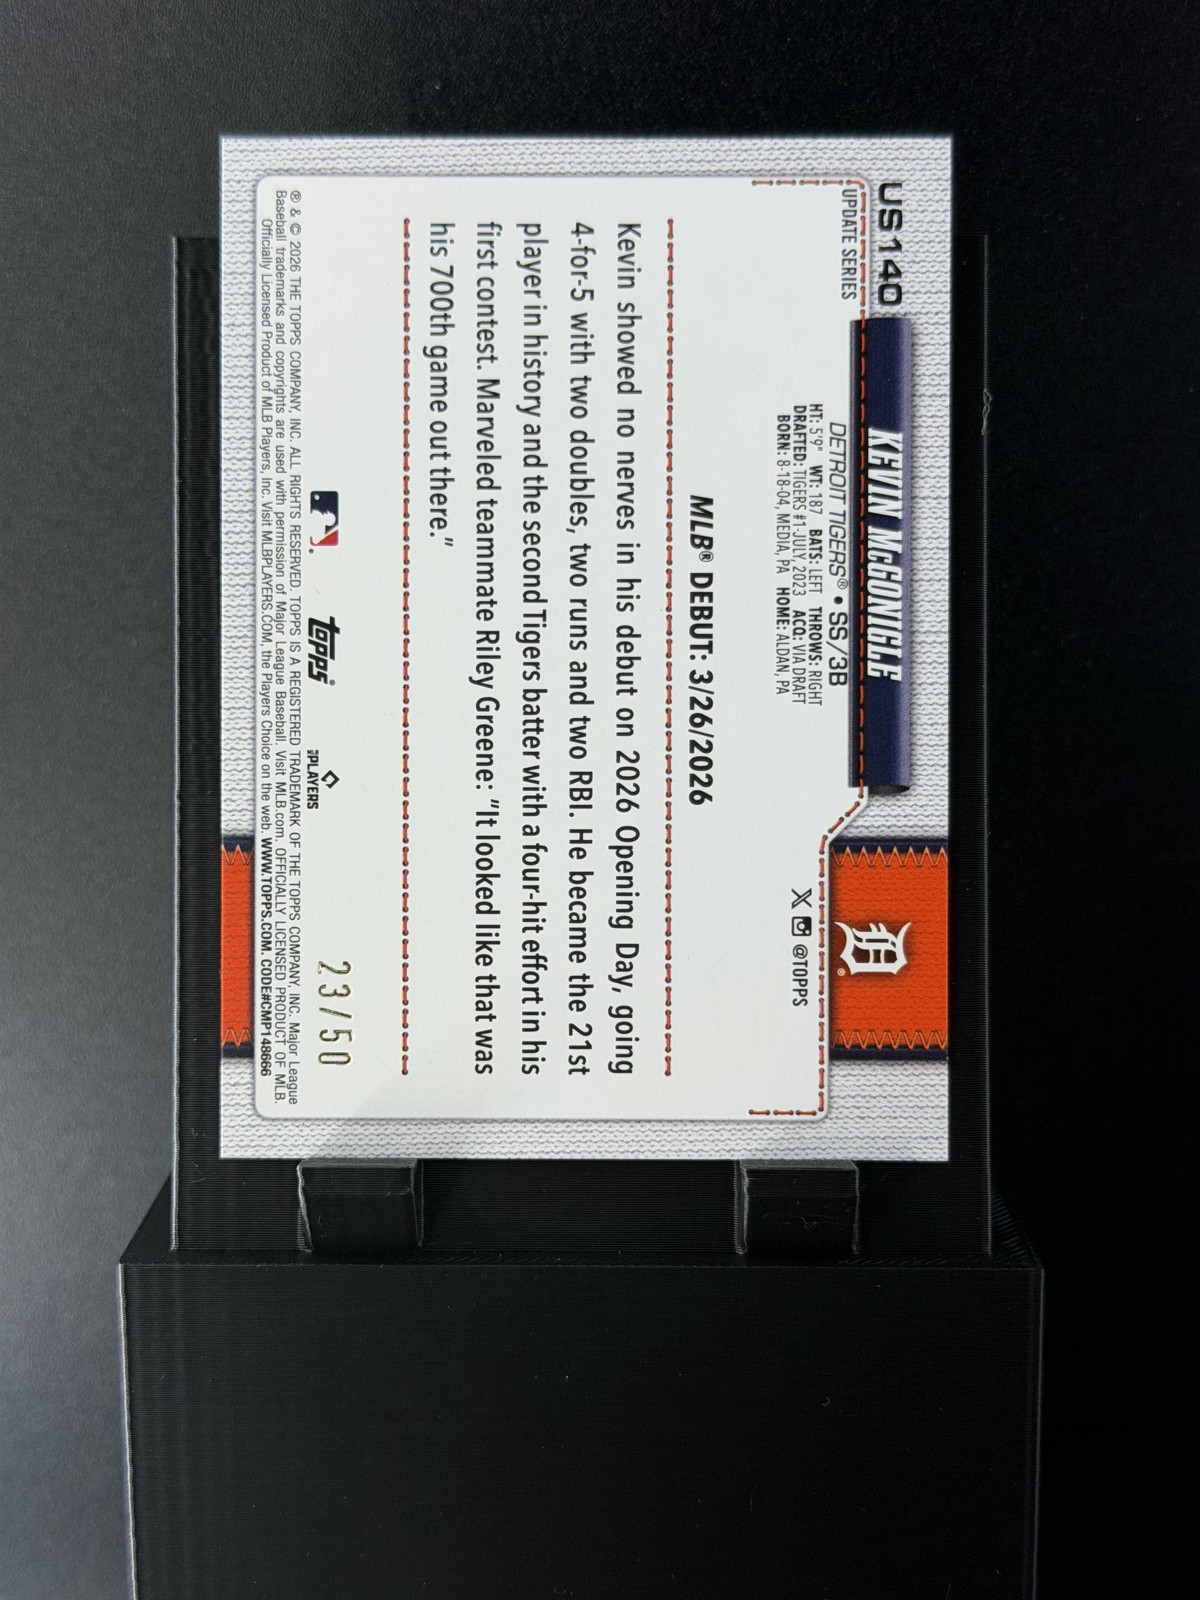 US140
KEVIN McGONIGLE
UPDATE SERIES
DETROIT TIGERS® • SS/3B
HT: 5'9" WT: 187 BATS: LEFT THROWS: RIGHT
DRAFTED: TIGERS #1-JULY 2023 ACQ: VIA DRAFT
BORN: 8-18-04, MEDIA, PA HOME: ALDAN, PA
@TOPPS
MLB® DEBUT: 3/26/2026
Kevin showed no nerves in his debut on 2026 Opening Day, going
4-for-5 with two doubles, two runs and two RBI. He became the 21st
player in history and the second Tigers batter with a four-hit effort in his
first contest. Marveled teammate Riley Greene: "It looked like that was
his 700th game out there."
23/50
topps®
MLB PLAYERS
® & © 2026 THE TOPPS COMPANY, INC. ALL RIGHTS RESERVED. TOPPS IS A REGISTERED TRADEMARK OF THE TOPPS COMPANY, INC. Major League
Baseball trademarks and copyrights are used with permission of Major League Baseball. Visit MLB.com. OFFICIALLY LICENSED PRODUCT OF MLB.
Officially Licensed Product of MLB Players, Inc. Visit MLBPLAYERS.COM, the Players Choice on the web. WWW.TOPPS.COM. CODE#CMP148666